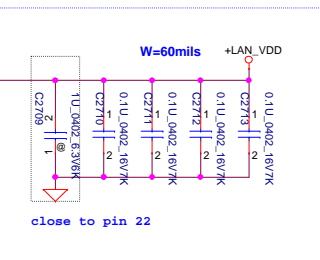 W=60mils
+LAN_VDD
C2709
1U_0402_6.3V6K
2
1
@
C2710
0.1U_0402_16V7K
1
2
C2711
0.1U_0402_16V7K
1
2
C2712
0.1U_0402_16V7K
1
2
C2713
0.1U_0402_16V7K
1
2
close to pin 22